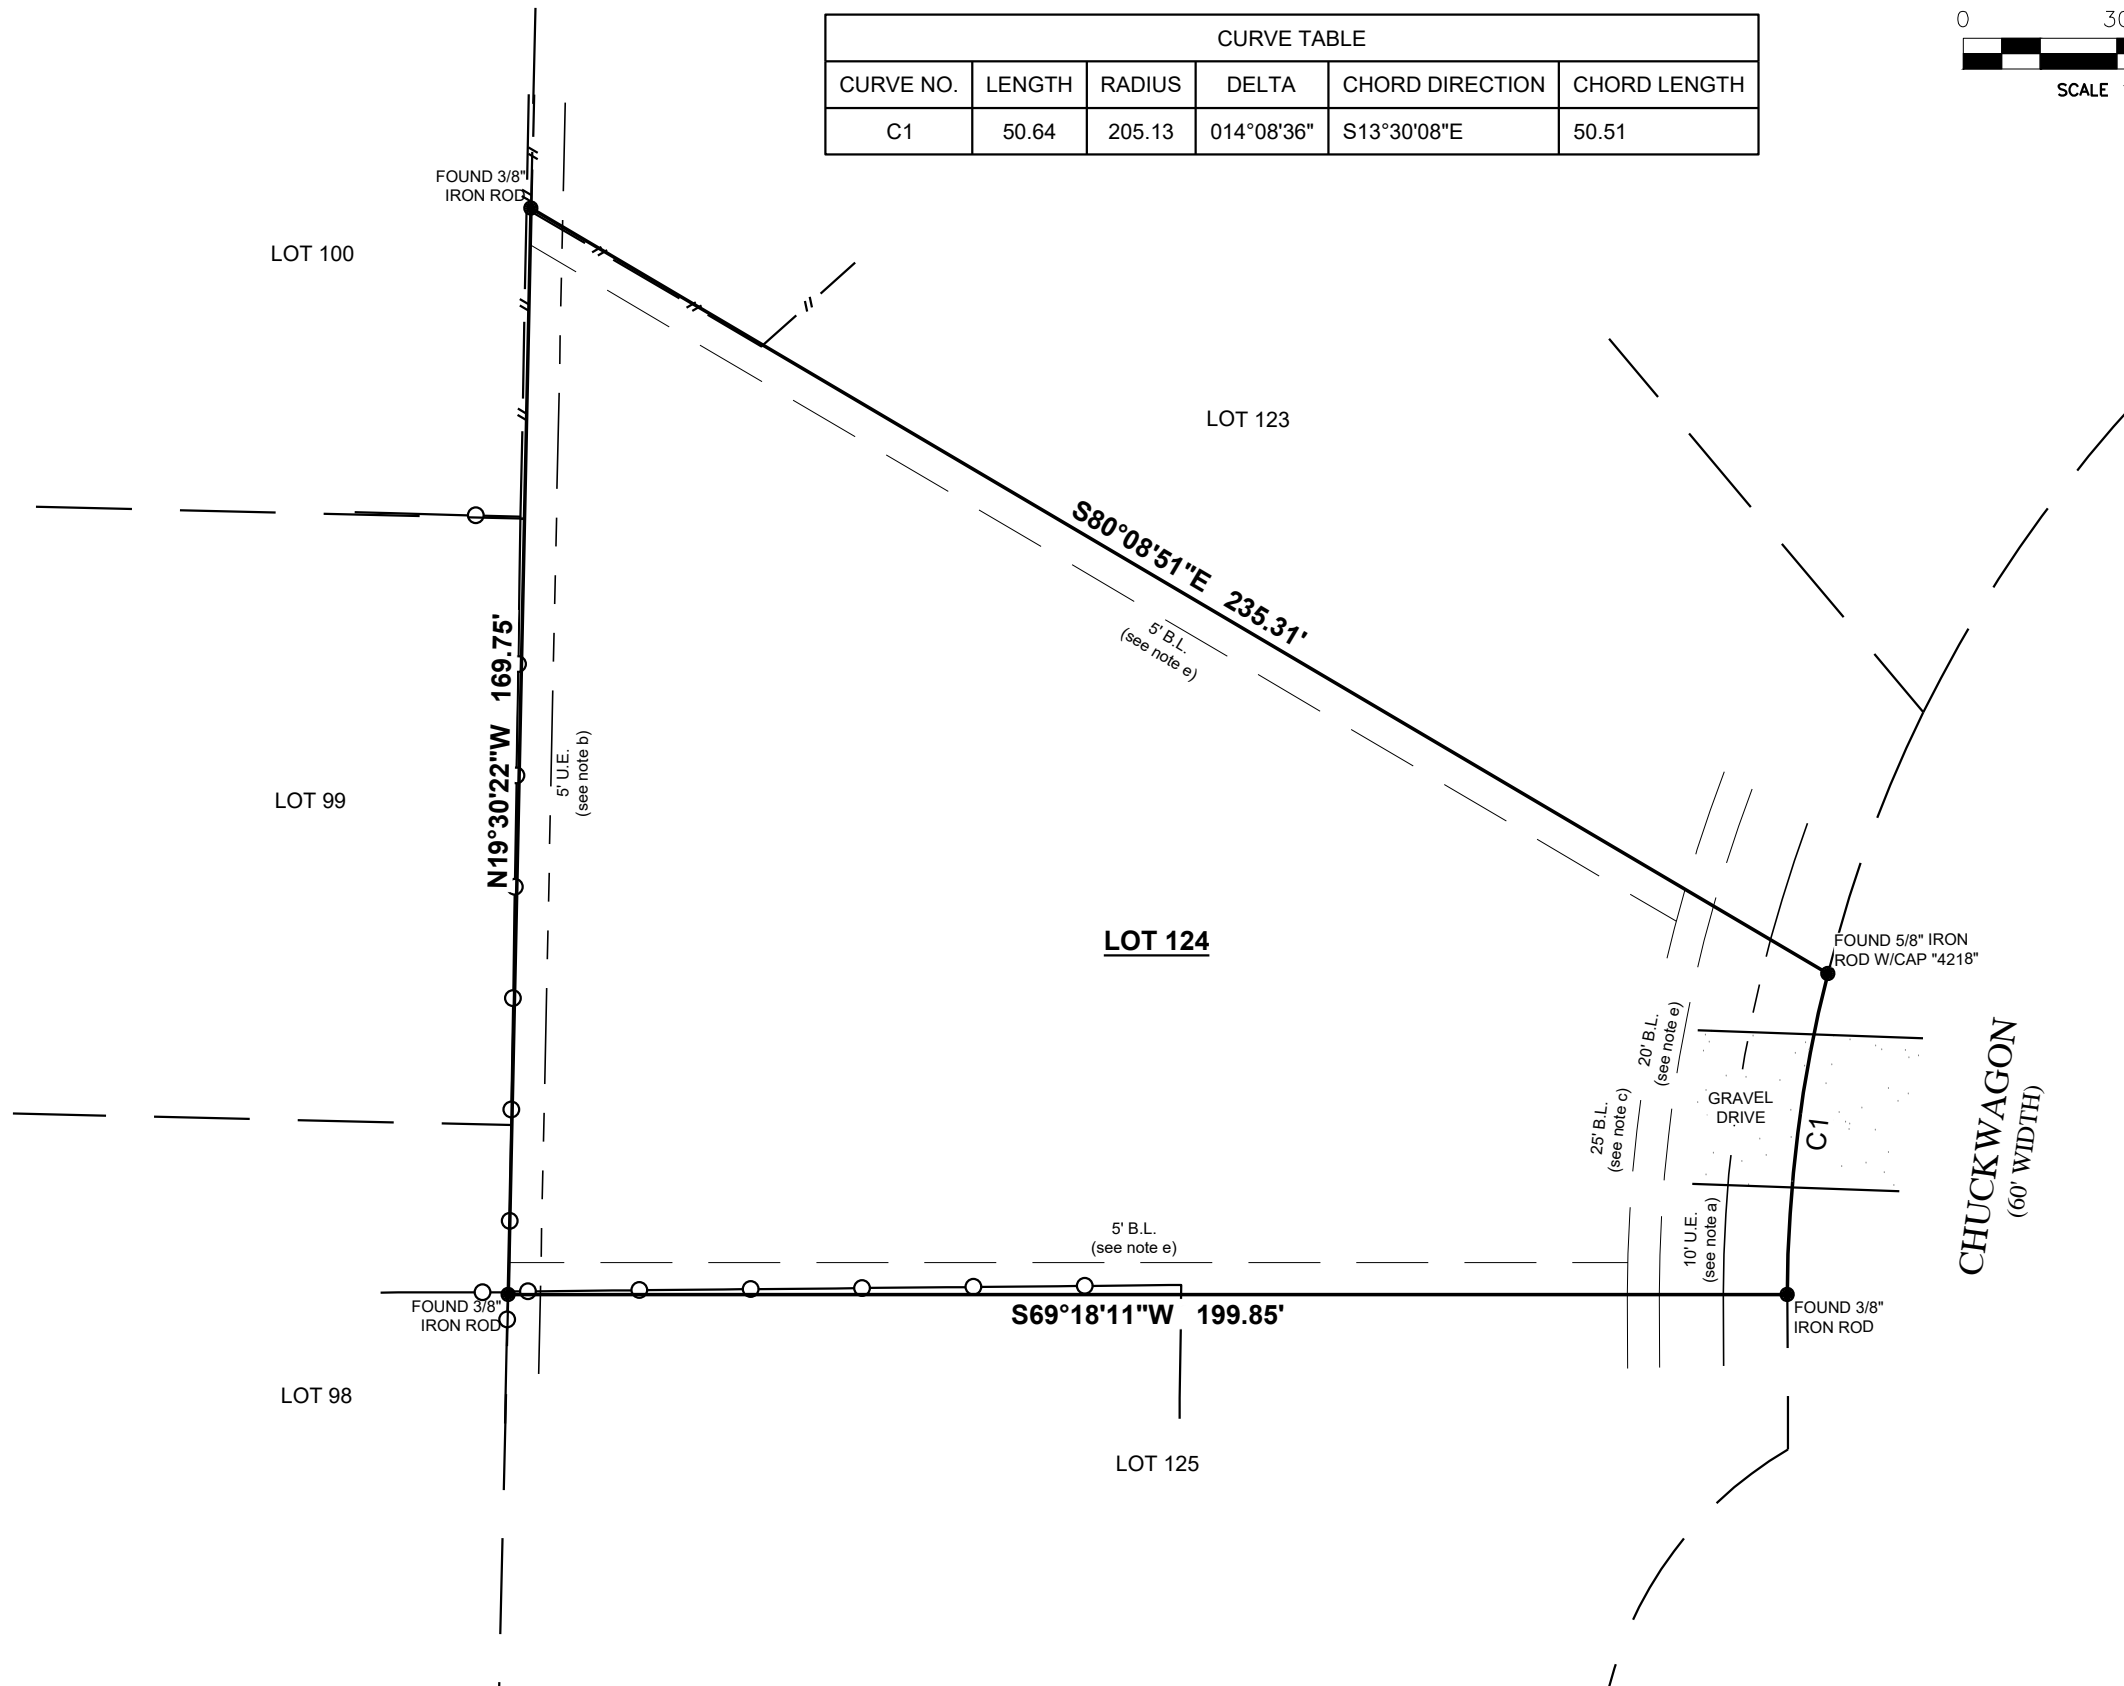 CURVE TABLE
CURVE NO. LENGTH RADIUS DELTA CHORD DIRECTION CHORD LENGTH
C1 50.64 205.13 014°08'36" S13°30'08"E 50.51
0 30
SCALE
FOUND 3/8"
IRON ROD
LOT 100
LOT 123
S80°08'51"E 235.31'
5' B.L.
(see note e)
N19°30'22"W 169.75'
5' U.E.
(see note b)
LOT 99
LOT 124
FOUND 5/8" IRON
ROD W/CAP "4218"
20' B.L.
(see note e)
25' B.L.
(see note c)
GRAVEL
DRIVE
C1
CHUCKWAGON
(60' WIDTH)
10' U.E.
(see note a)
5' B.L.
(see note e)
FOUND 3/8"
IRON ROD
S69°18'11"W 199.85'
FOUND 3/8"
IRON ROD
LOT 98
LOT 125